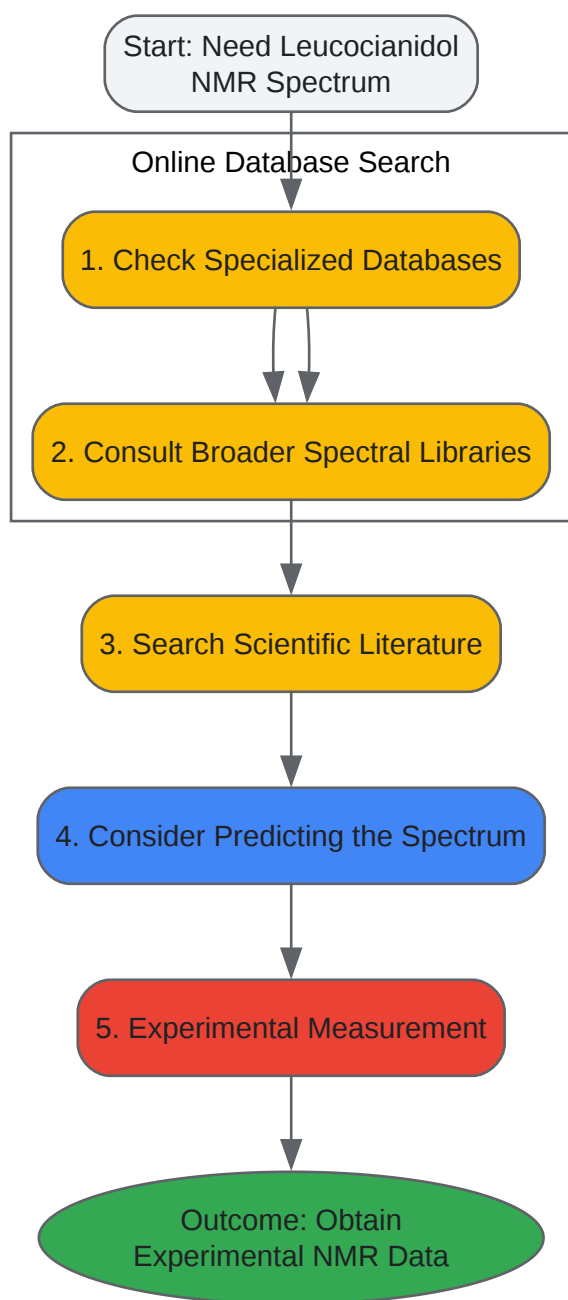 Start: Need Leucocianidol
NMR Spectrum
Online Database Search
1. Check Specialized Databases
2. Consult Broader Spectral Libraries
3. Search Scientific Literature
4. Consider Predicting the Spectrum
5. Experimental Measurement
Outcome: Obtain
Experimental NMR Data